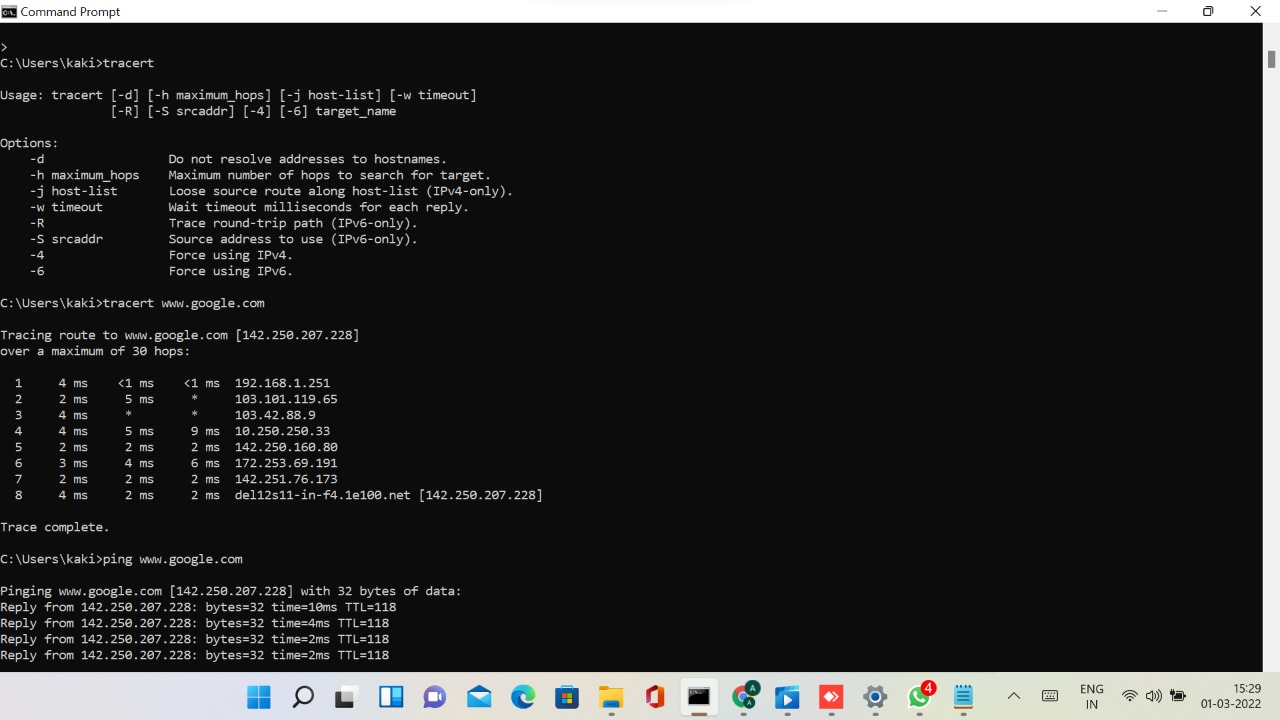 Command Prompt
>
C:\Users\kaki>tracert
Usage: tracert [-d] [-h maximum_hops] [-j host-list] [-w timeout]
               [-R] [-S srcaddr] [-4] [-6] target_name
Options:
    -d                 Do not resolve addresses to hostnames.
    -h maximum_hops    Maximum number of hops to search for target.
    -j host-list       Loose source route along host-list (IPv4-only).
    -w timeout         Wait timeout milliseconds for each reply.
    -R                 Trace round-trip path (IPv6-only).
    -S srcaddr         Source address to use (IPv6-only).
    -4                 Force using IPv4.
    -6                 Force using IPv6.
C:\Users\kaki>tracert www.google.com
Tracing route to www.google.com [142.250.207.228]
over a maximum of 30 hops:
  1     4 ms    <1 ms    <1 ms  192.168.1.251
  2     2 ms     5 ms     *     103.101.119.65
  3     4 ms     *        *     103.42.88.9
  4     4 ms     5 ms     9 ms  10.250.250.33
  5     2 ms     2 ms     2 ms  142.250.160.80
  6     3 ms     4 ms     6 ms  172.253.69.191
  7     2 ms     2 ms     2 ms  142.251.76.173
  8     4 ms     2 ms     2 ms  del12s11-in-f4.1e100.net [142.250.207.228]
Trace complete.
C:\Users\kaki>ping www.google.com
Pinging www.google.com [142.250.207.228] with 32 bytes of data:
Reply from 142.250.207.228: bytes=32 time=10ms TTL=118
Reply from 142.250.207.228: bytes=32 time=4ms TTL=118
Reply from 142.250.207.228: bytes=32 time=2ms TTL=118
Reply from 142.250.207.228: bytes=32 time=2ms TTL=118
A
A
4
ENG
IN
15:29
01-03-2022